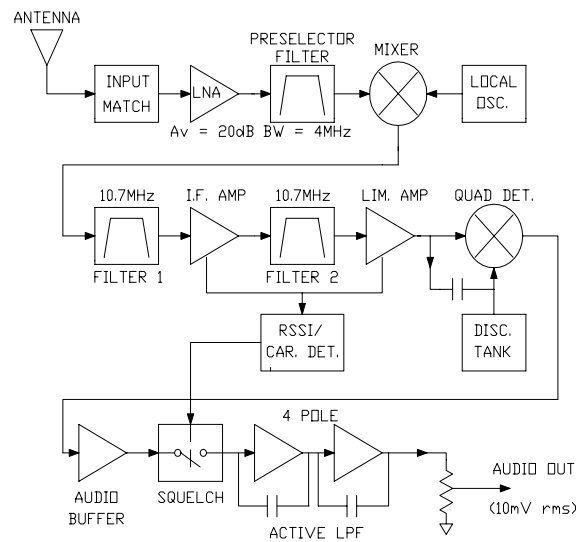 ANTENNA
INPUT
MATCH
LNA
Av = 20dB
PRESELECTOR
FILTER
BW = 4MHz
MIXER
LOCAL
OSC.
10.7MHz
FILTER 1
I.F. AMP
10.7MHz
FILTER 2
LIM. AMP
QUAD DET.
RSSI/
CAR. DET.
DISC.
TANK
AUDIO
BUFFER
SQUELCH
4 POLE
ACTIVE LPF
AUDIO OUT
(10mV rms)